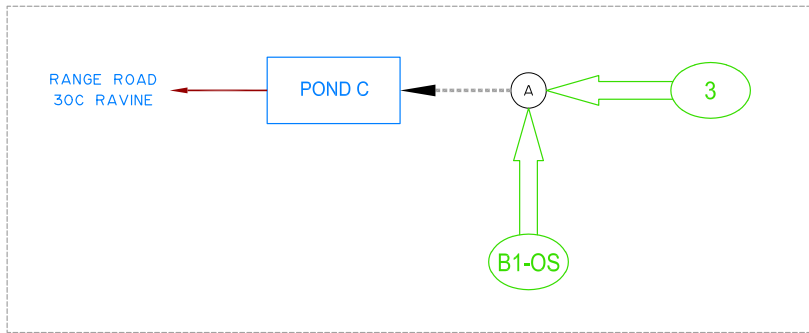 RANGE ROAD
30C RAVINE
POND C
A
3
B1-OS